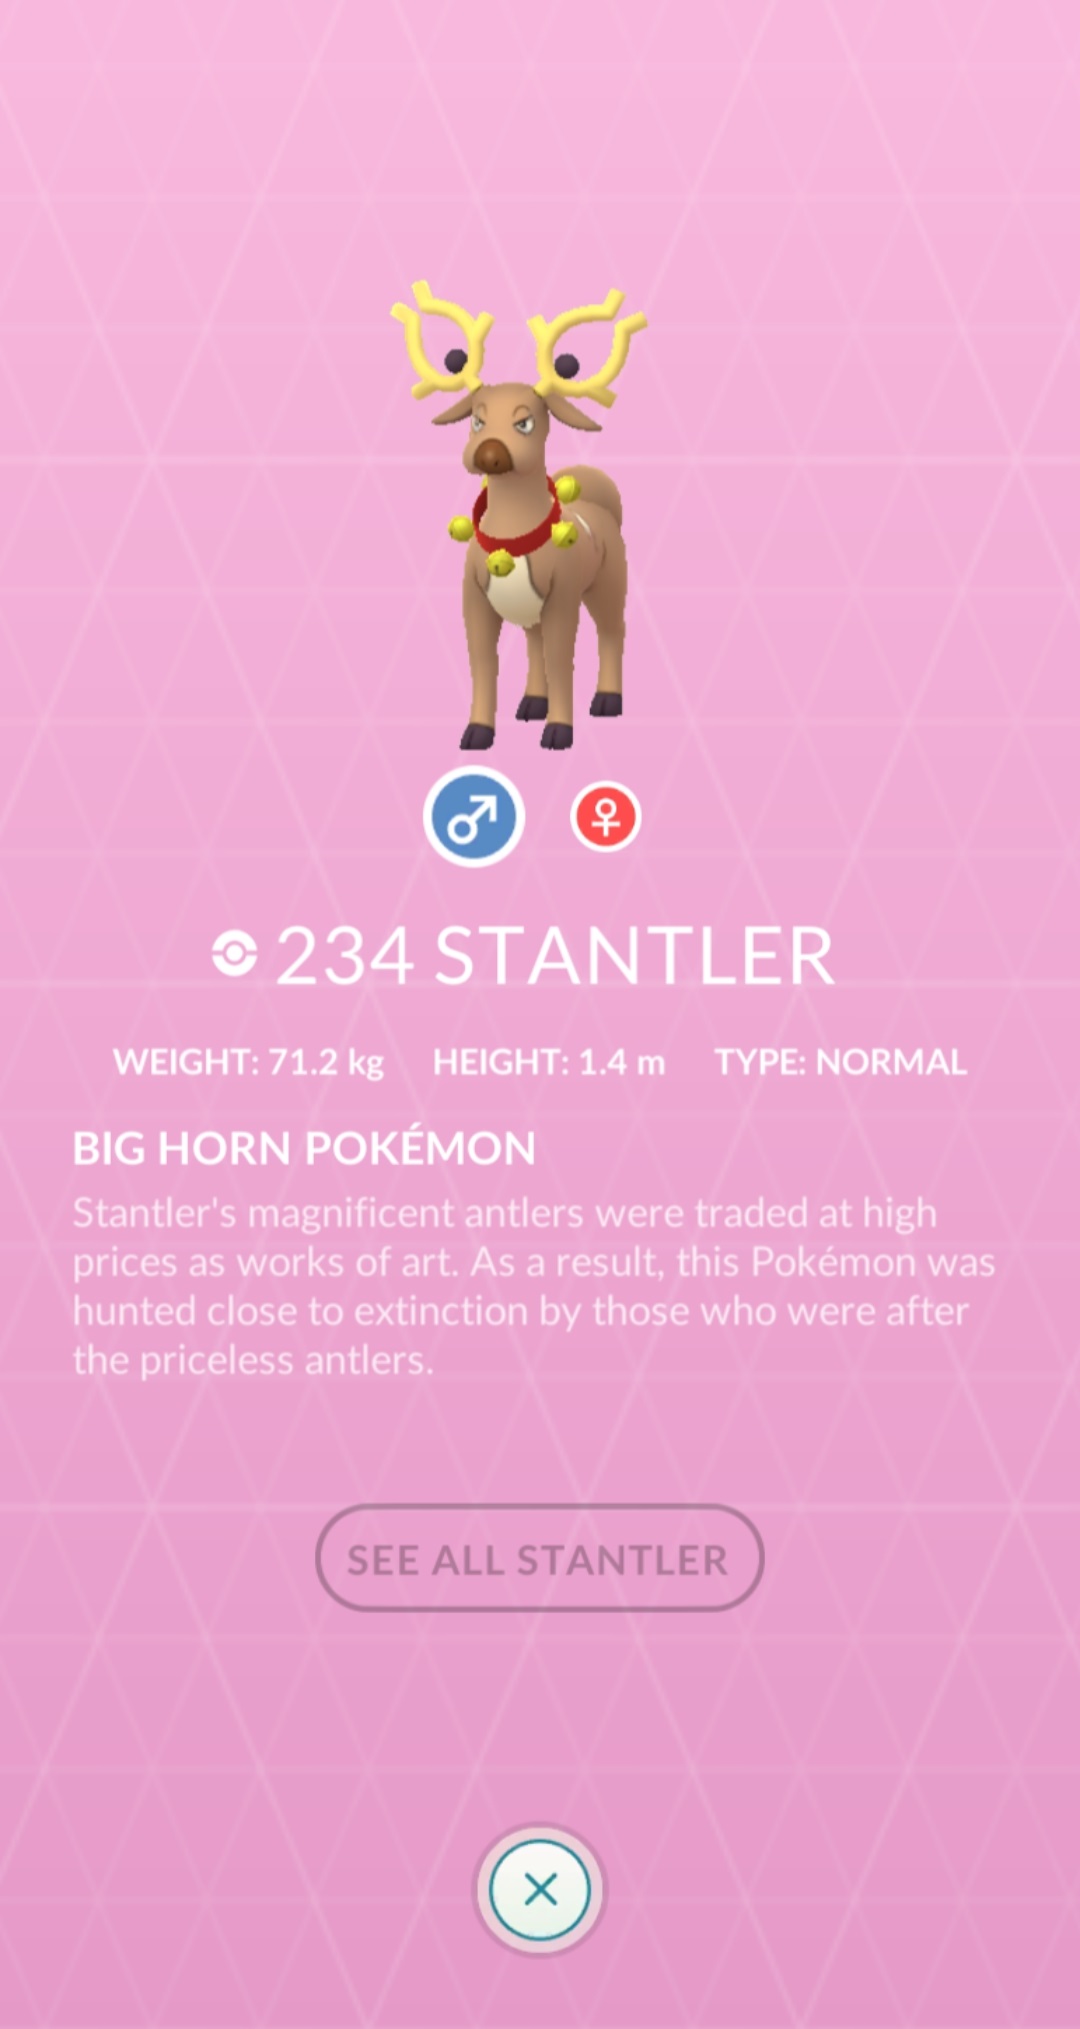 234 STANTLER
WEIGHT: 71.2 kg HEIGHT: 1.4 m TYPE: NORMAL
BIG HORN POKÉMON
Stantler's magnificent antlers were traded at high
prices as works of art. As a result, this Pokémon was
hunted close to extinction by those who were after
the priceless antlers.
SEE ALL STANTLER